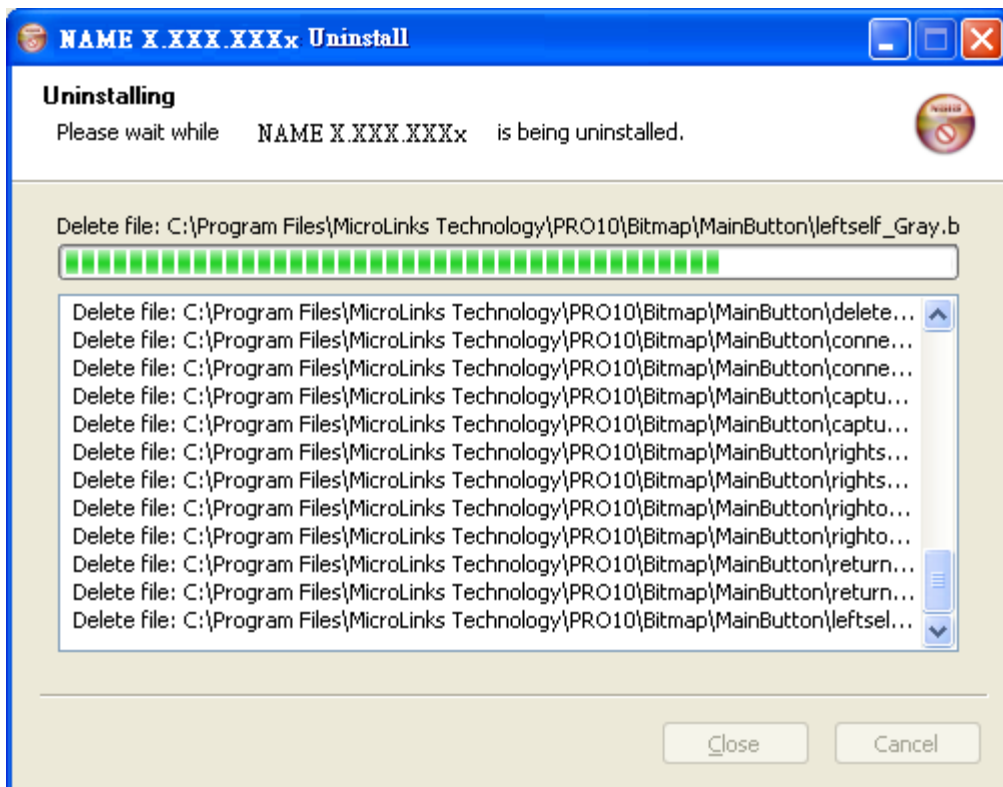 NAME X.XXX.XXXx Uninstall
Uninstalling
Please wait while NAME X.XXX.XXXx is being uninstalled.
Delete file: C:\Program Files\MicroLinks Technology\PRO10\Bitmap\MainButton\leftself_Gray.b
Delete file: C:\Program Files\MicroLinks Technology\PRO10\Bitmap\MainButton\delete...
Delete file: C:\Program Files\MicroLinks Technology\PRO10\Bitmap\MainButton\conne...
Delete file: C:\Program Files\MicroLinks Technology\PRO10\Bitmap\MainButton\conne...
Delete file: C:\Program Files\MicroLinks Technology\PRO10\Bitmap\MainButton\captu...
Delete file: C:\Program Files\MicroLinks Technology\PRO10\Bitmap\MainButton\captu...
Delete file: C:\Program Files\MicroLinks Technology\PRO10\Bitmap\MainButton\rights...
Delete file: C:\Program Files\MicroLinks Technology\PRO10\Bitmap\MainButton\rights...
Delete file: C:\Program Files\MicroLinks Technology\PRO10\Bitmap\MainButton\righto...
Delete file: C:\Program Files\MicroLinks Technology\PRO10\Bitmap\MainButton\righto...
Delete file: C:\Program Files\MicroLinks Technology\PRO10\Bitmap\MainButton\return...
Delete file: C:\Program Files\MicroLinks Technology\PRO10\Bitmap\MainButton\return...
Delete file: C:\Program Files\MicroLinks Technology\PRO10\Bitmap\MainButton\leftsel...
Close Cancel